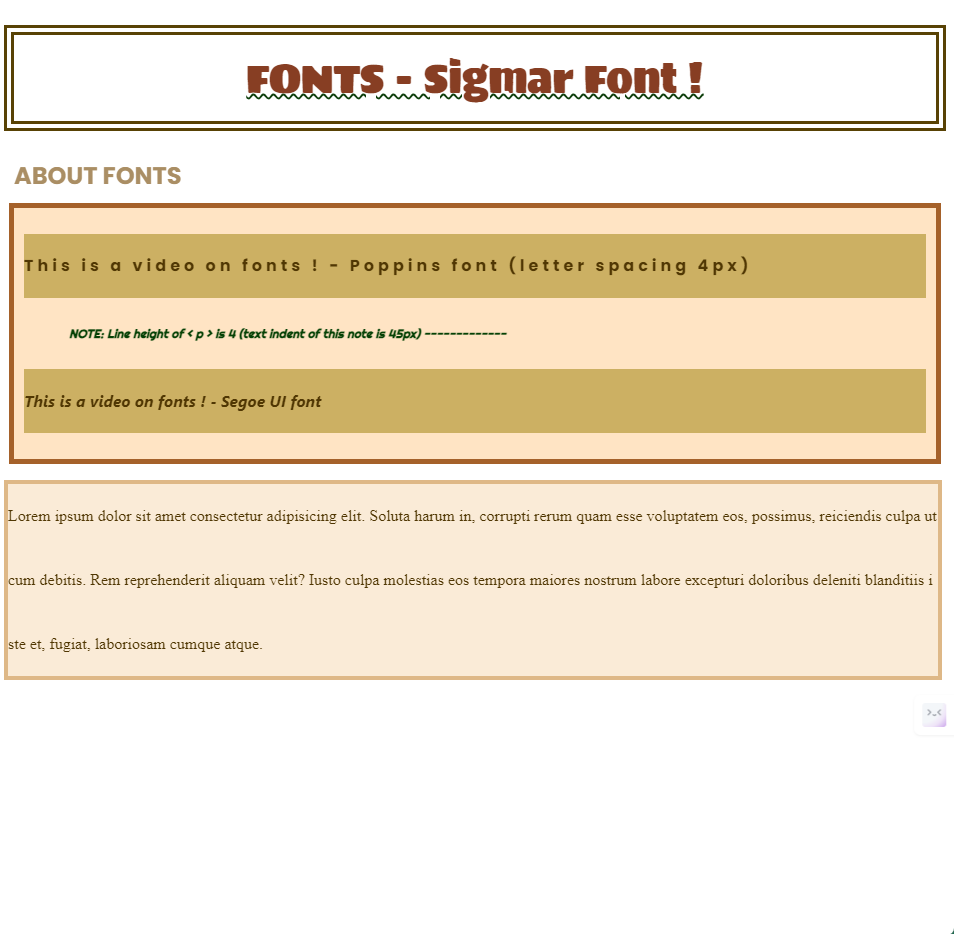 FONTS - Sigmar Font !
ABOUT FONTS
This is a video on fonts ! - Poppins font (letter spacing 4px)
NOTE: Line height of < p > is 4 (text indent of this note is 45px) -------------
This is a video on fonts ! - Segoe UI font
Lorem ipsum dolor sit amet consectetur adipisicing elit. Soluta harum in, corrupti rerum quam esse voluptatem eos, possimus, reiciendis culpa ut
cum debitis. Rem reprehenderit aliquam velit? Iusto culpa molestias eos tempora maiores nostrum labore excepturi doloribus deleniti blanditiis i
ste et, fugiat, laboriosam cumque atque.